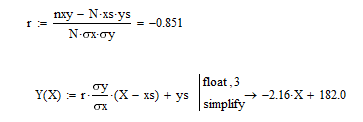 r := (nxy − N·xs·ys)/(N·σx·σy) = −0.851
Y(X) := r·(σy/σx)·(X − xs) + ys |float ,3 simplify → −2.16·X + 182.0